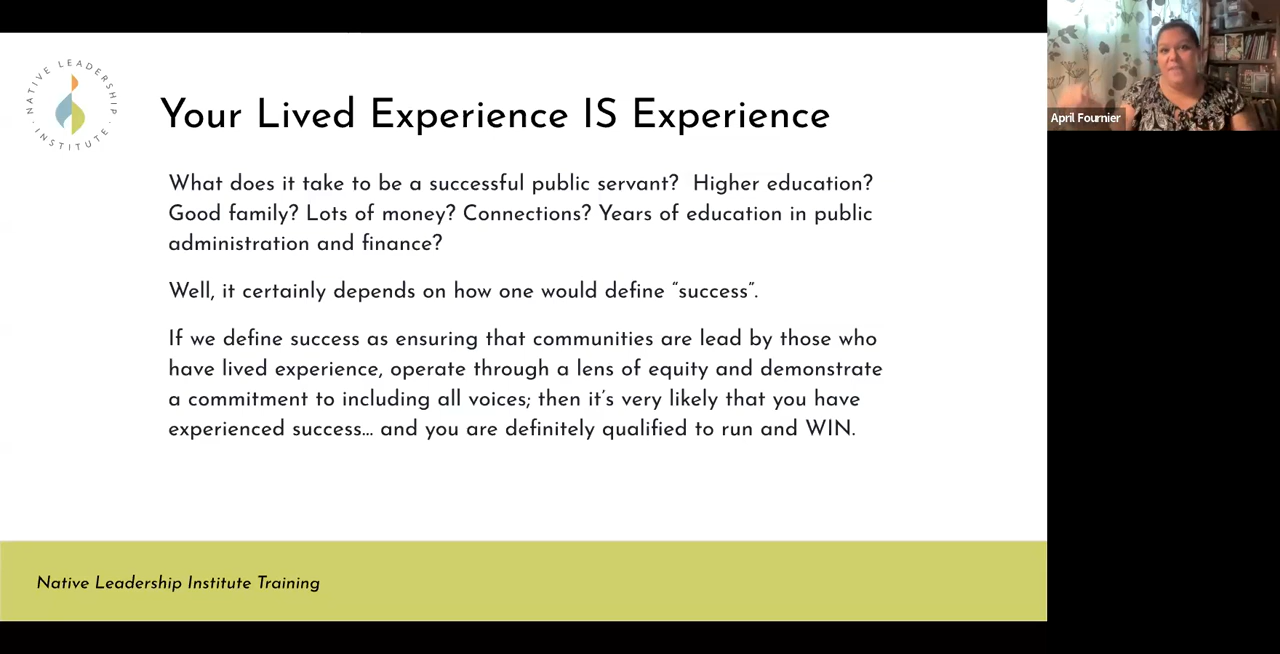 NATIVE LEADERSHIP INSTITUTE
Your Lived Experience IS Experience
What does it take to be a successful public servant?  Higher education?
Good family? Lots of money? Connections? Years of education in public
administration and finance?
Well, it certainly depends on how one would define “success”.
If we define success as ensuring that communities are lead by those who
have lived experience, operate through a lens of equity and demonstrate
a commitment to including all voices; then it’s very likely that you have
experienced success... and you are definitely qualified to run and WIN.
Native Leadership Institute Training
April Fournier